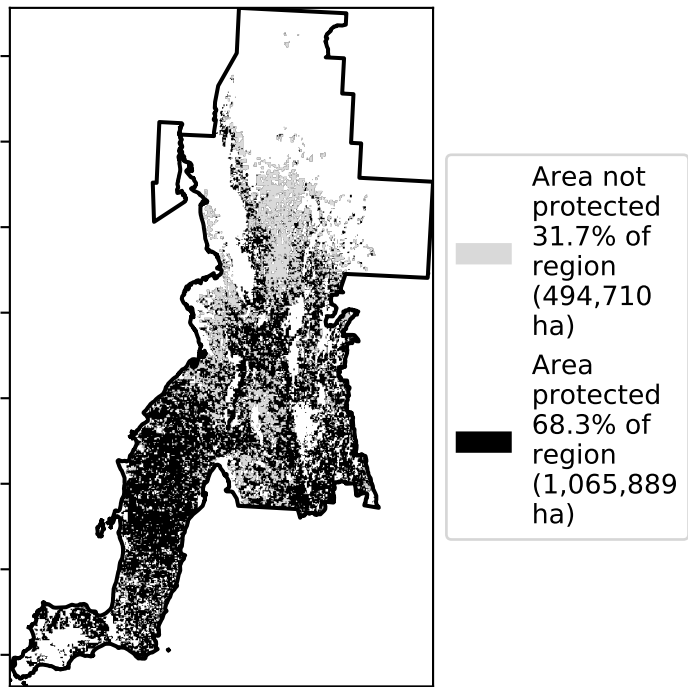 Area not
protected
31.7% of
region
(494,710
ha)
Area
protected
68.3% of
region
(1,065,889
ha)